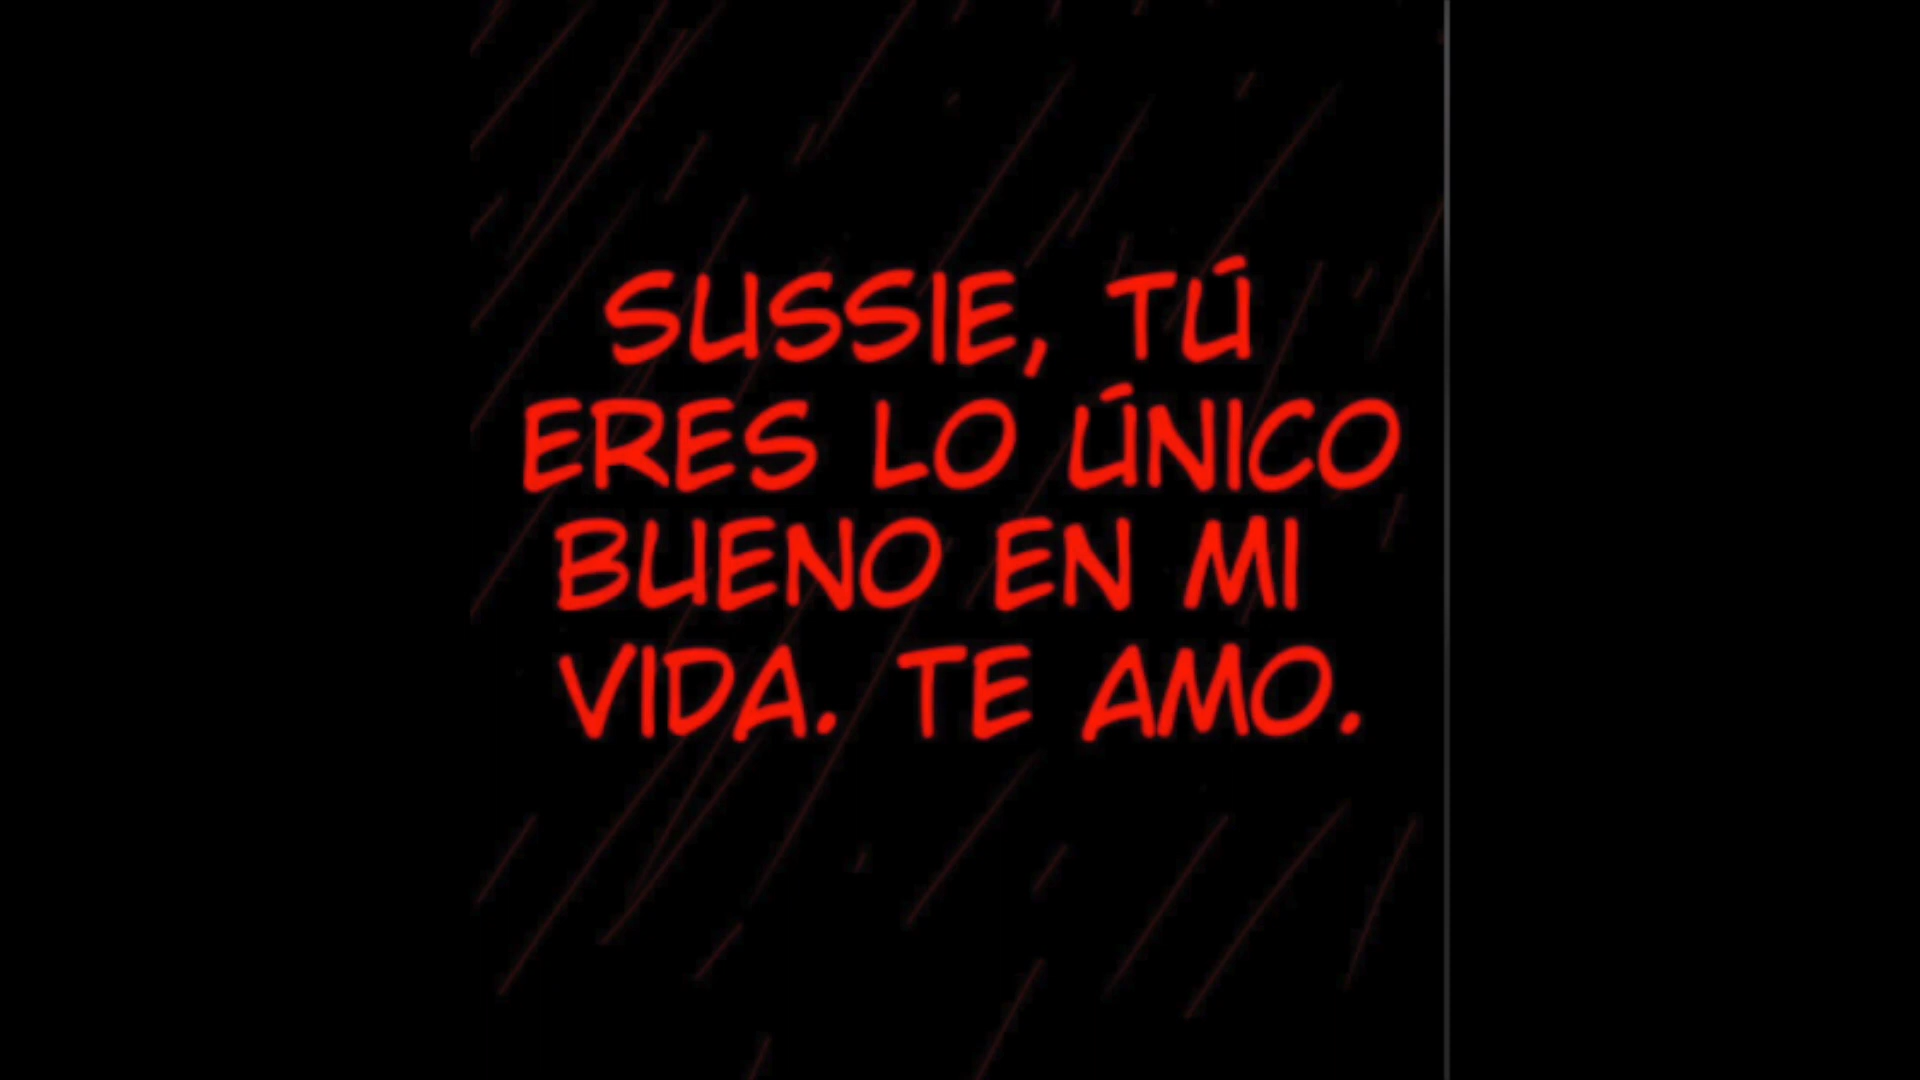 SUSSIE, TÚ
ERES LO ÚNICO
BUENO EN MI
VIDA. TE AMO.